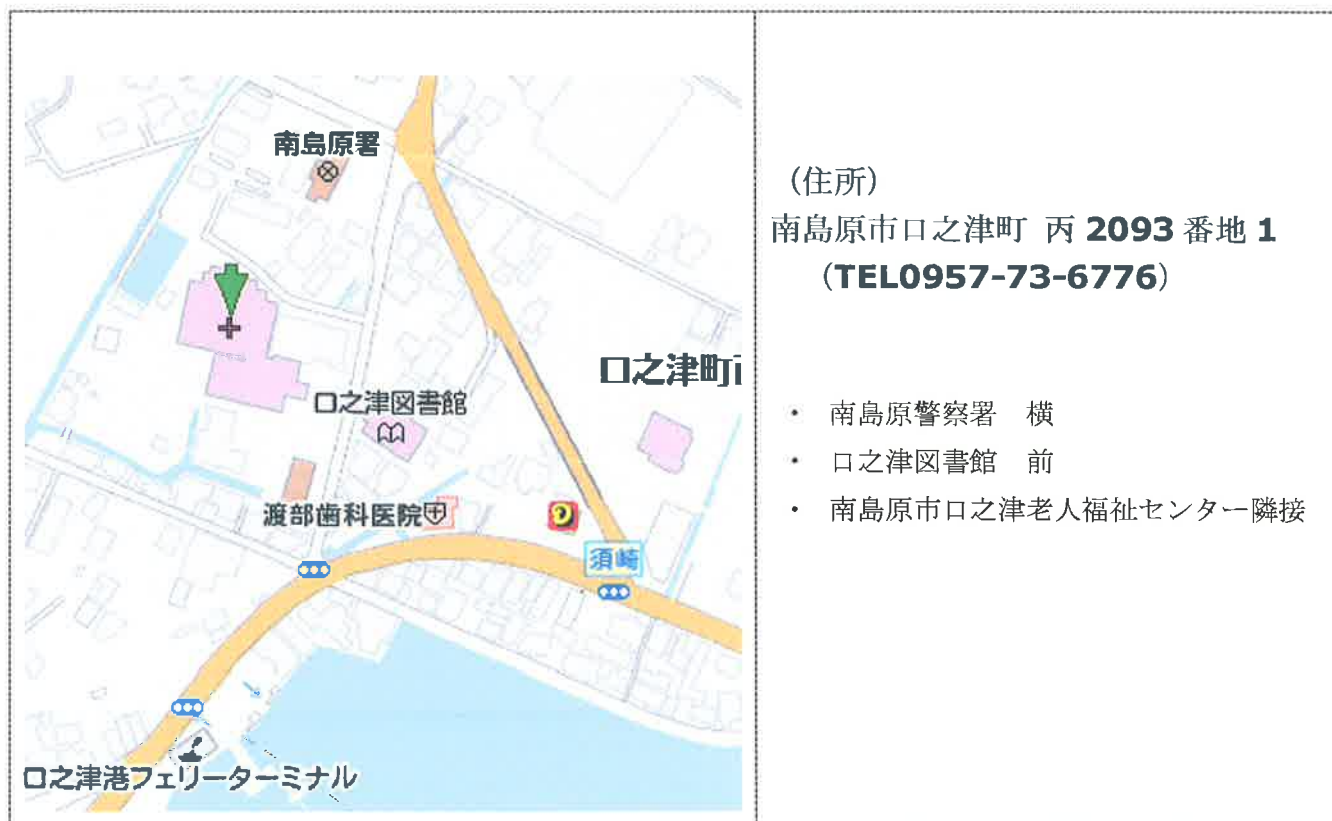 南島原署
口之津町
口之津図書館
渡部歯科医院
須崎
口之津港フェリーターミナル
（住所）
南島原市口之津町 丙 2093 番地 1
（TEL0957-73-6776）
・ 南島原警察署 横
・ 口之津図書館 前
・ 南島原市口之津老人福祉センター隣接